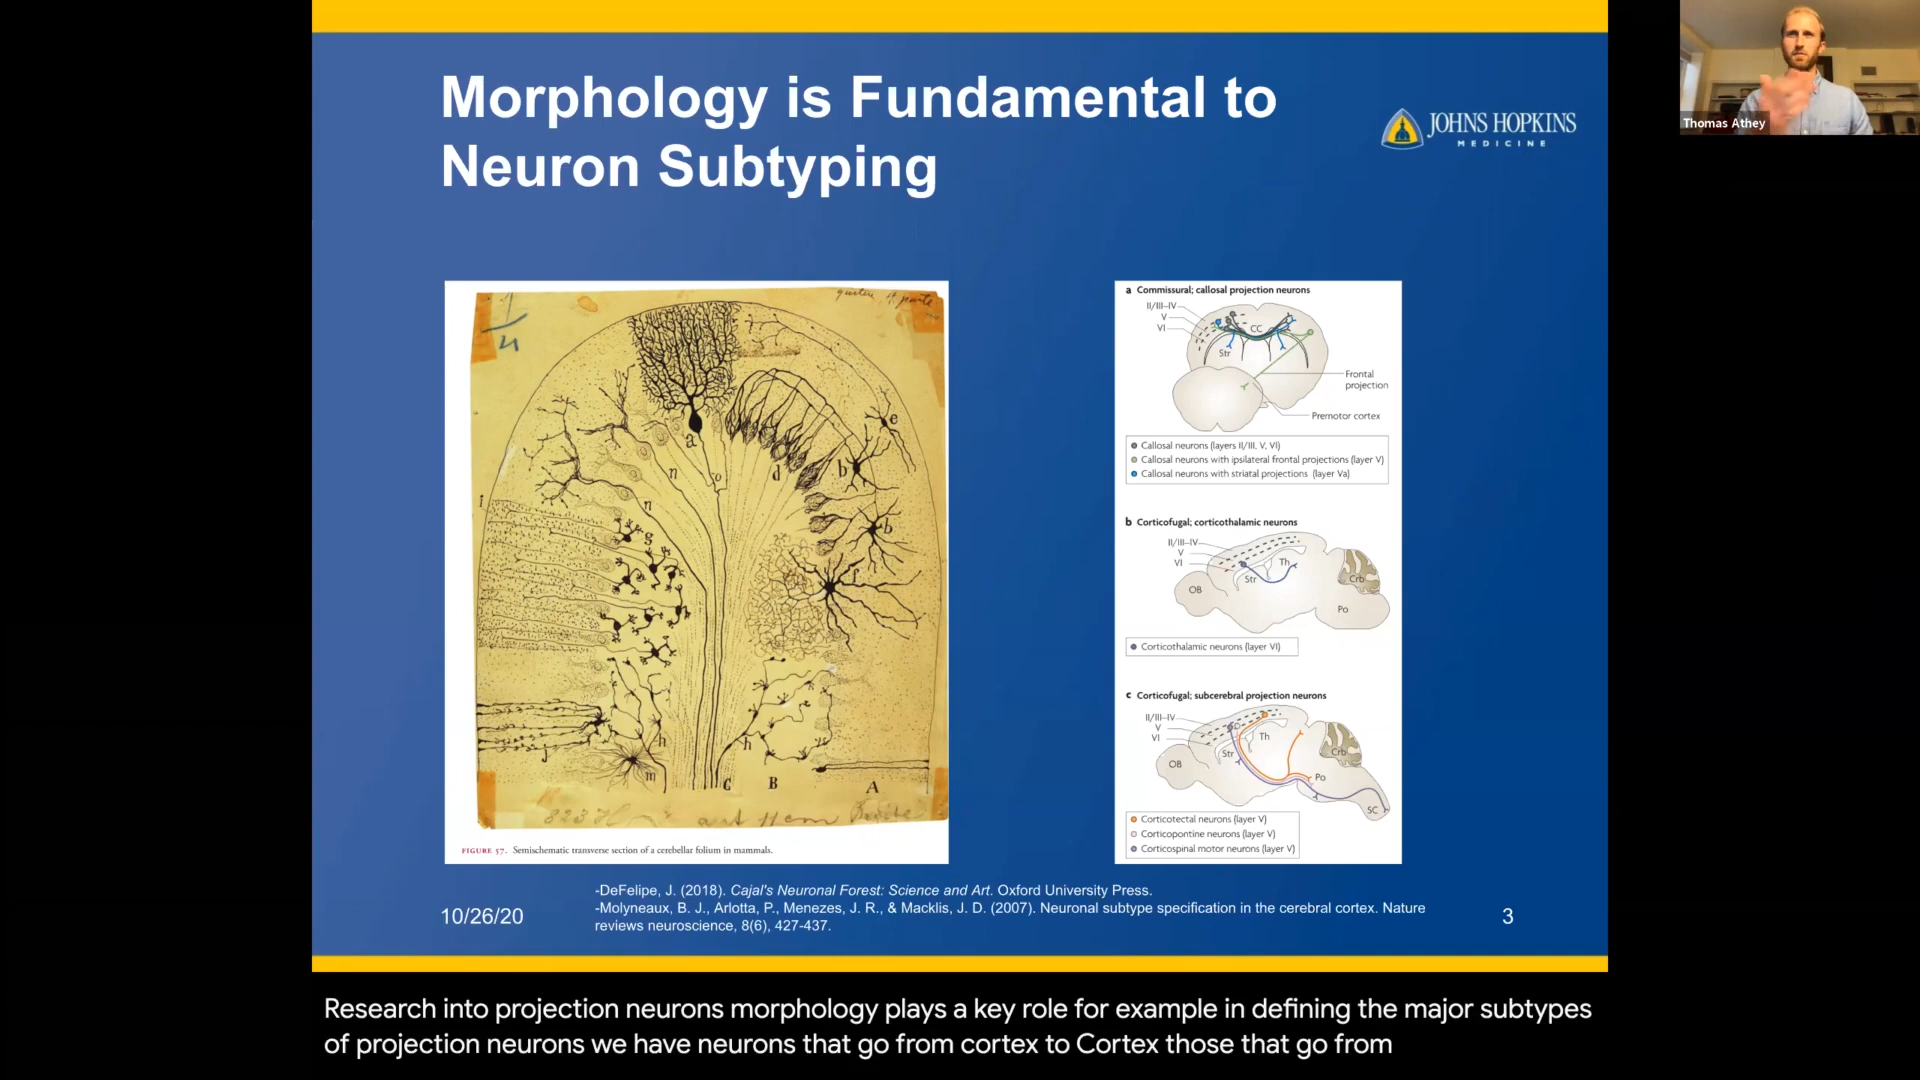 Morphology is Fundamental to
Neuron Subtyping
JOHNS HOPKINS
MEDICINE
Thomas Athey
a
n
o
d
b
e
i
n
g
b
f
j
h
m
h
C
B
A
FIGURE 57. Semischematic transverse section of a cerebellar folium in mammals.
a Commissural; callosal projection neurons
II/III–IV
V
VI
CC
Str
Frontal
projection
Premotor cortex
Callosal neurons (layers II/III, V, VI)
Callosal neurons with ipsilateral frontal projections (layer V)
Callosal neurons with striatal projections (layer Va)
b Corticofugal; corticothalamic neurons
II/III–IV
V
VI
Th
Str
Crb
OB
Po
Corticothalamic neurons (layer VI)
c Corticofugal; subcerebral projection neurons
II/III–IV
V
VI
Th
Str
Crb
OB
Po
SC
Corticotectal neurons (layer V)
Corticopontine neurons (layer V)
Corticospinal motor neurons (layer V)
-DeFelipe, J. (2018). Cajal's Neuronal Forest: Science and Art. Oxford University Press.
-Molyneaux, B. J., Arlotta, P., Menezes, J. R., & Macklis, J. D. (2007). Neuronal subtype specification in the cerebral cortex. Nature
reviews neuroscience, 8(6), 427-437.
10/26/20
3
Research into projection neurons morphology plays a key role for example in defining the major subtypes
of projection neurons we have neurons that go from cortex to Cortex those that go from